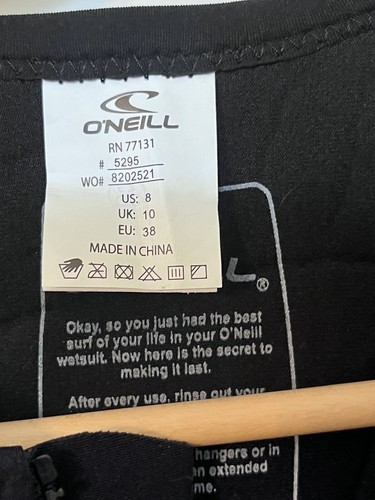 O'NEILL
RN 77131
# 5295
WO# 8202521
US: 8
UK: 10
EU: 38
MADE IN CHINA
L®
Okay, so you just had the best
surf of your life in your O'Neill
wetsuit. Now here is the secret to
making it last.
After every use, rinse out your
hangers or in
an extended